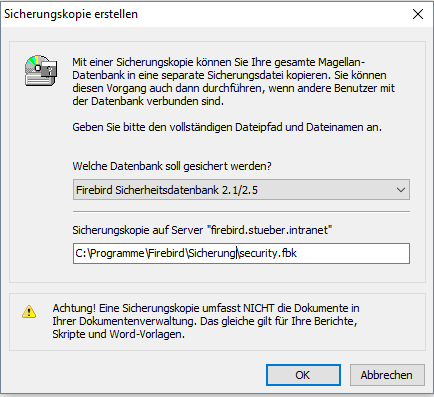 Sicherungskopie erstellen
Mit einer Sicherungskopie können Sie Ihre gesamte Magellan-
Datenbank in eine separate Sicherungsdatei kopieren. Sie können
diesen Vorgang auch dann durchführen, wenn andere Benutzer mit
der Datenbank verbunden sind.
Geben Sie bitte den vollständigen Dateipfad und Dateinamen an.
Welche Datenbank soll gesichert werden?
Firebird Sicherheitsdatenbank 2.1/2.5
Sicherungskopie auf Server "firebird.stueber.intranet"
C:\Programme\Firebird\Sicherung\security.fbk
Achtung! Eine Sicherungskopie umfasst NICHT die Dokumente in
Ihrer Dokumentenverwaltung. Das gleiche gilt für Ihre Berichte,
Skripte und Word-Vorlagen.
OK
Abbrechen